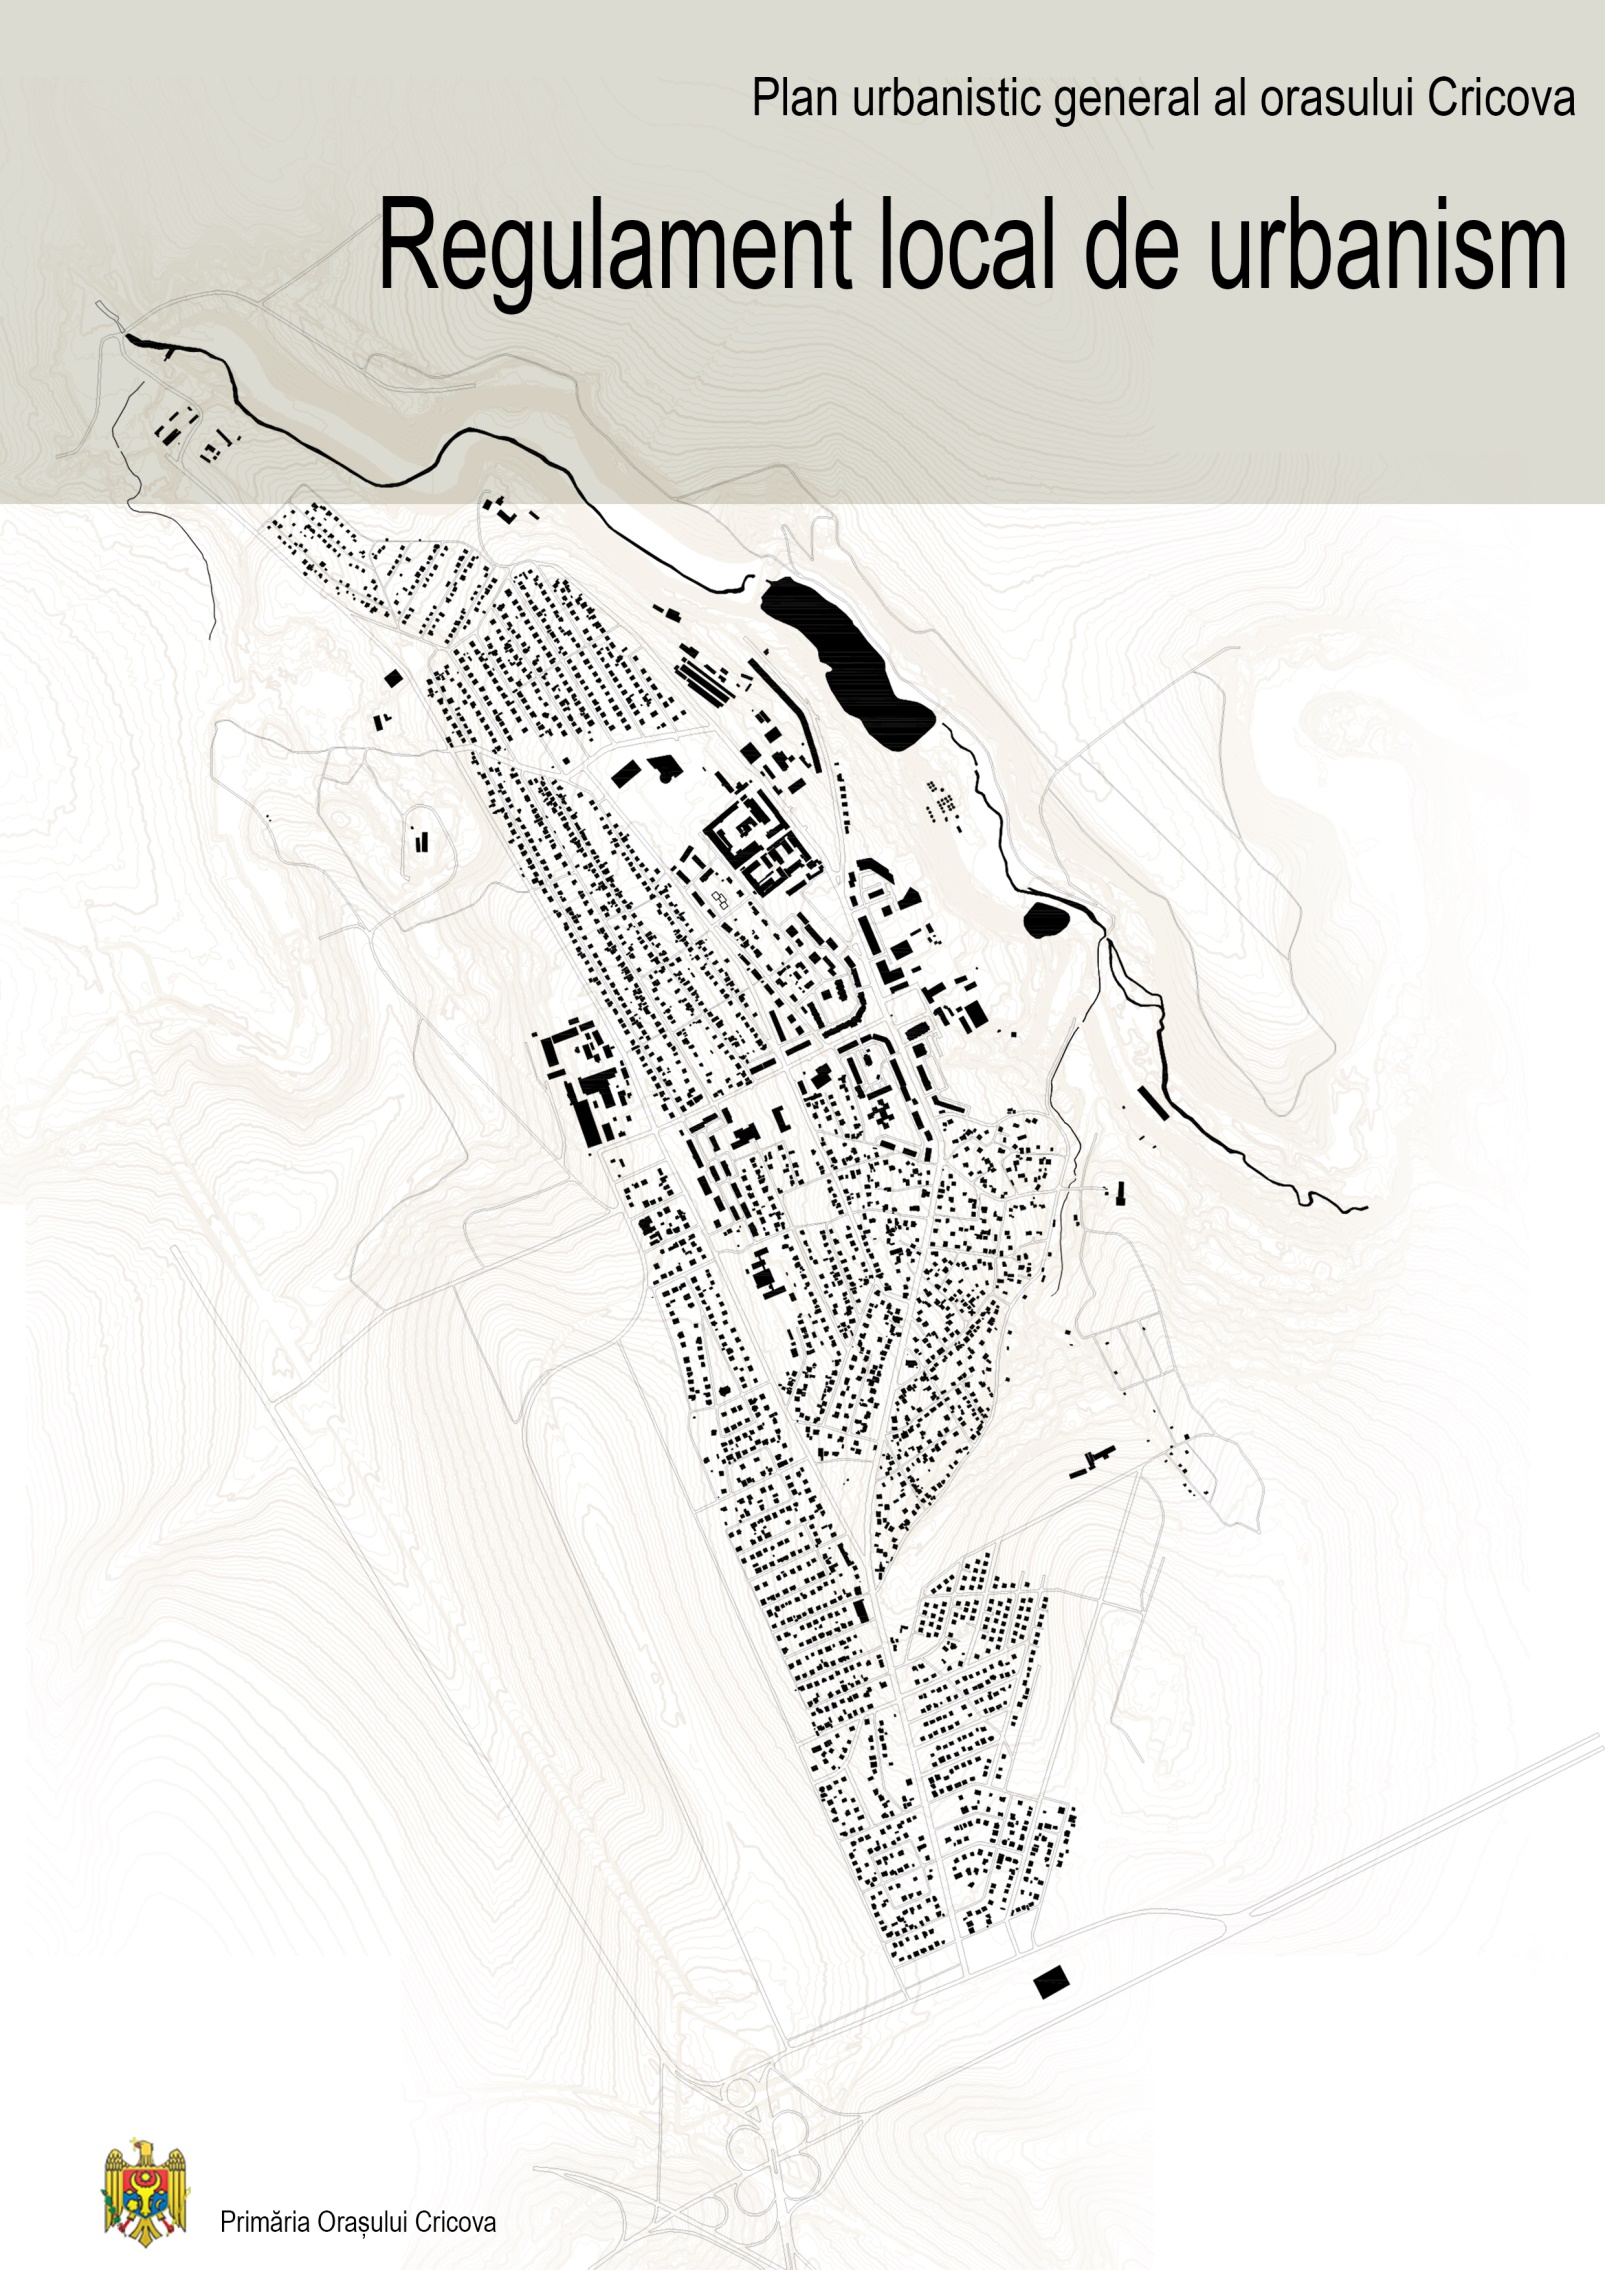 Plan urbanistic general al orasului Cricova
Regulament local de urbanism
Primăria Orașului Cricova